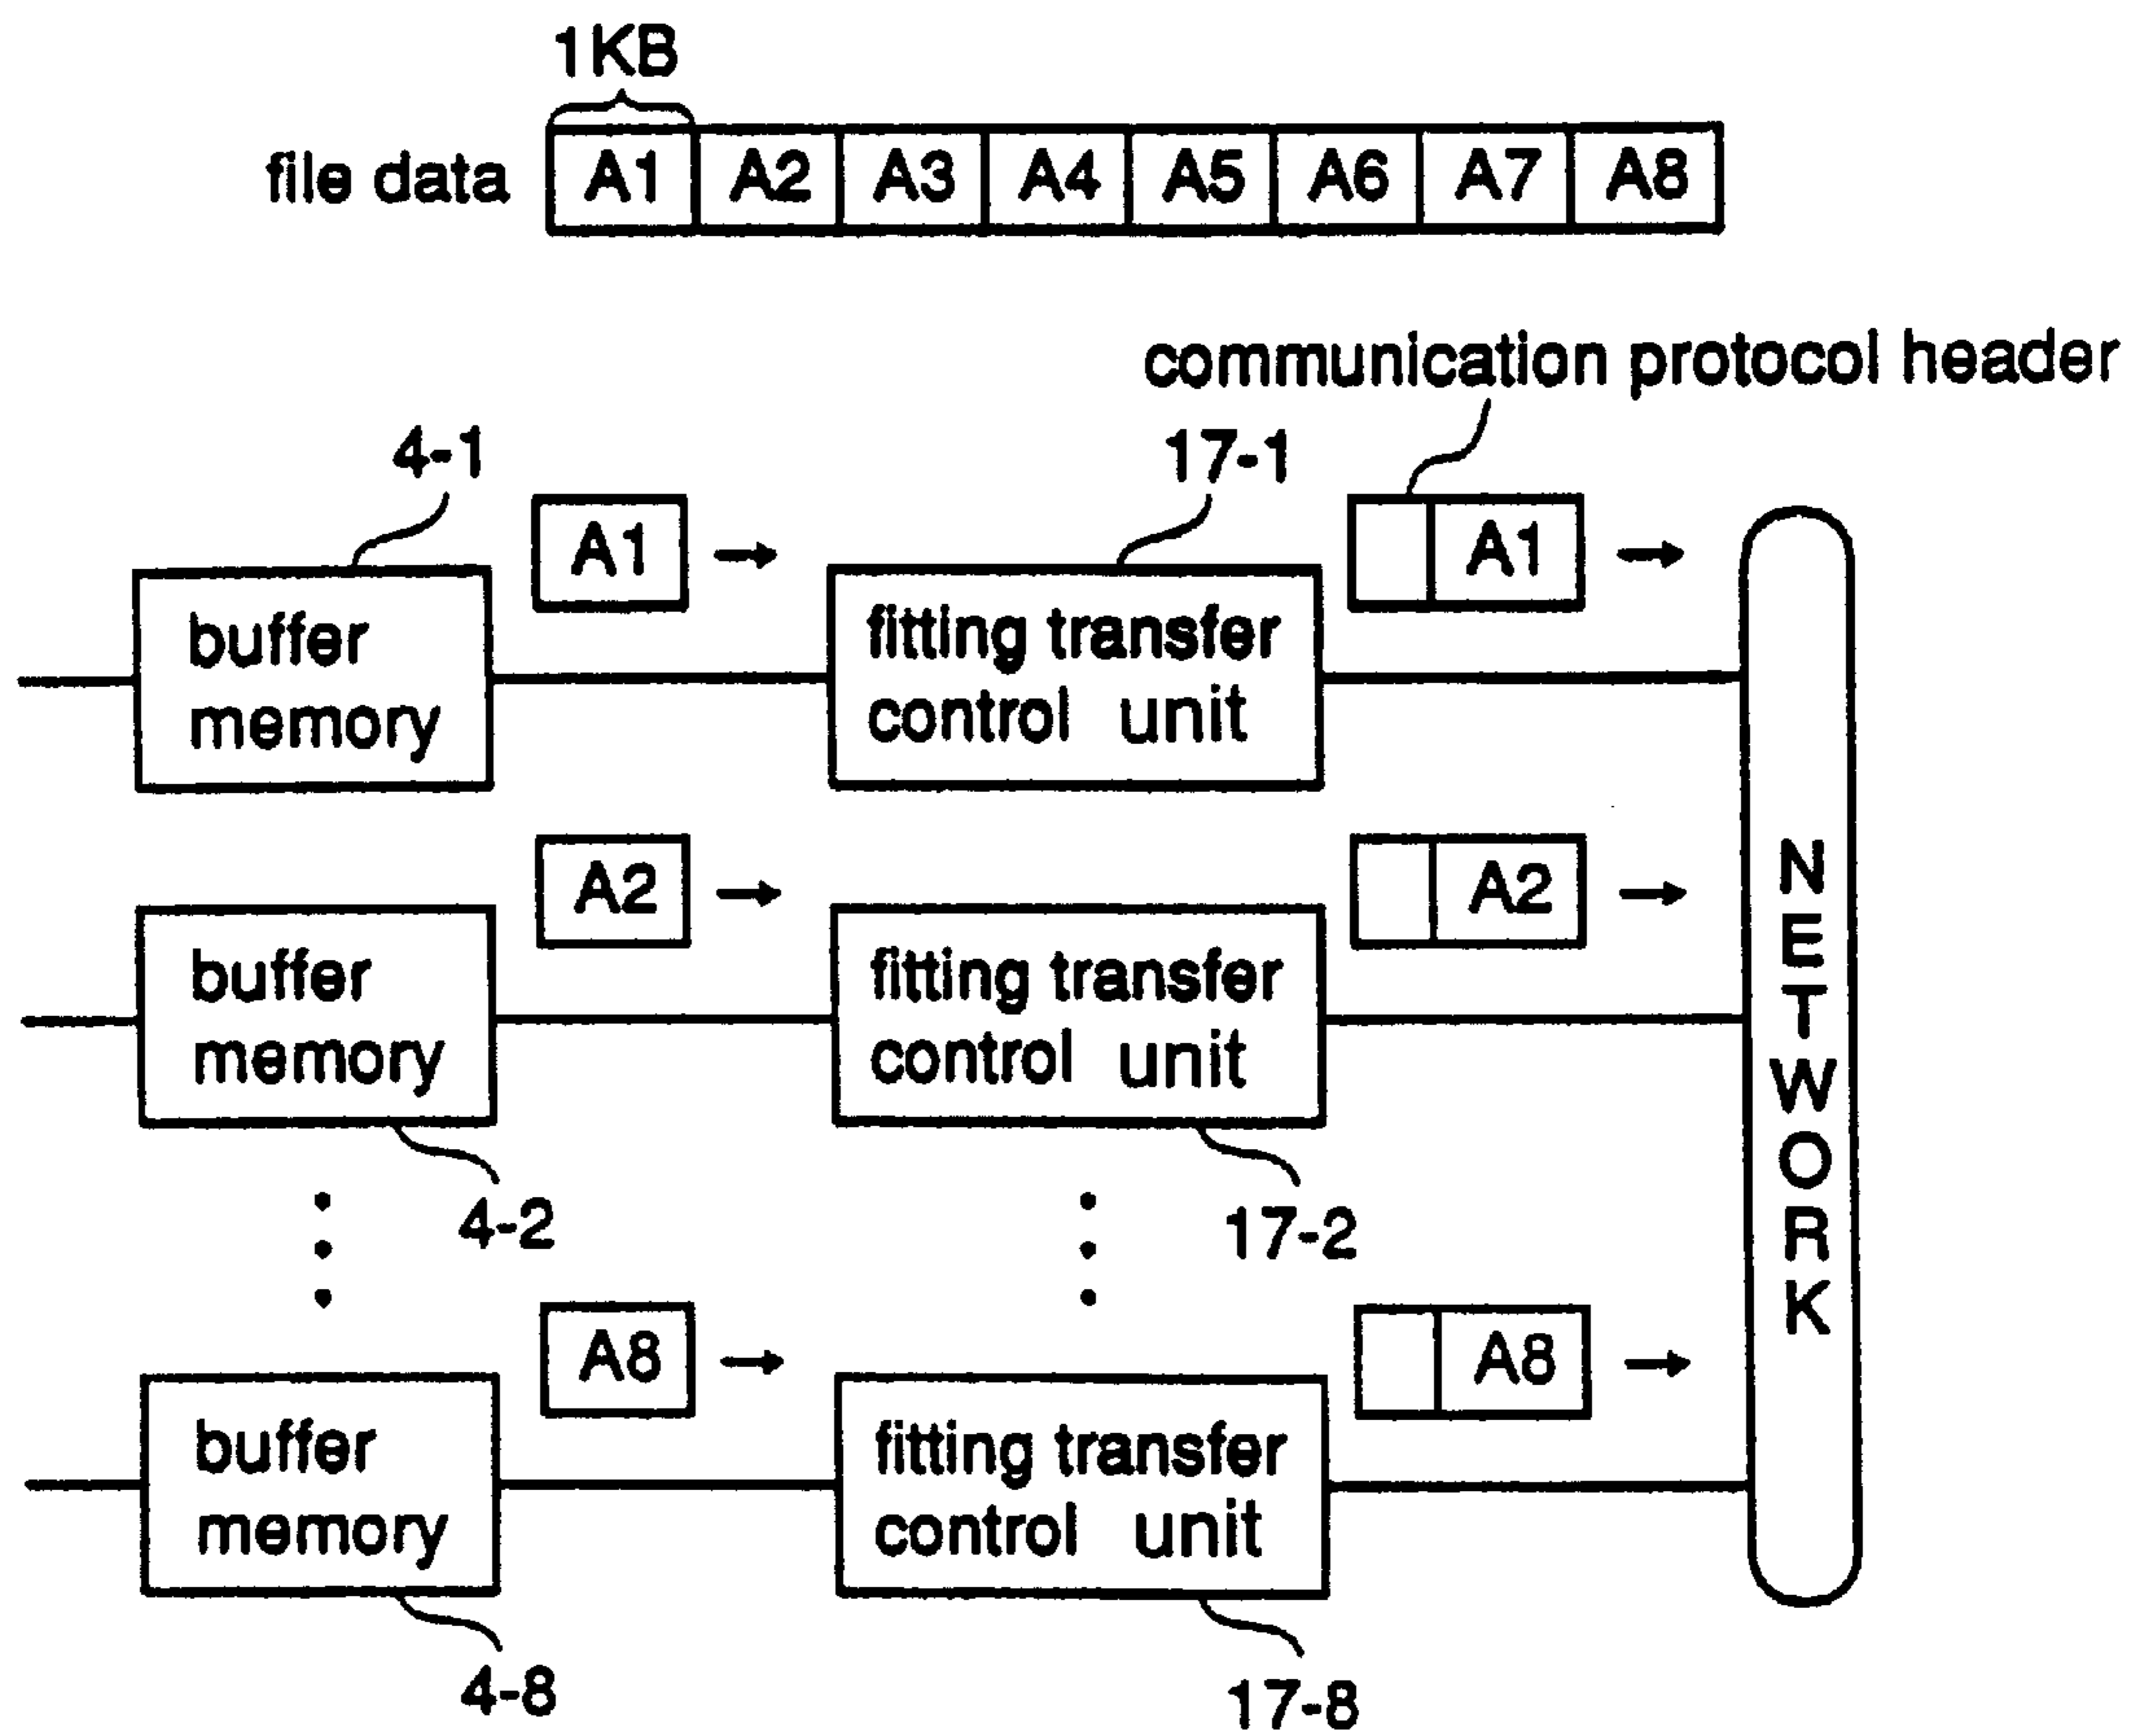 1KB
file data A1 A2 A3 A4 A5 A6 A7 A8
communication protocol header
4-1
17-1
A1
A1
buffer
memory
fitting transfer
control unit
A2
A2
buffer
memory
fitting transfer
control unit
4-2
17-2
A8
A8
buffer
memory
fitting transfer
control unit
4-8
17-8
NETWORK